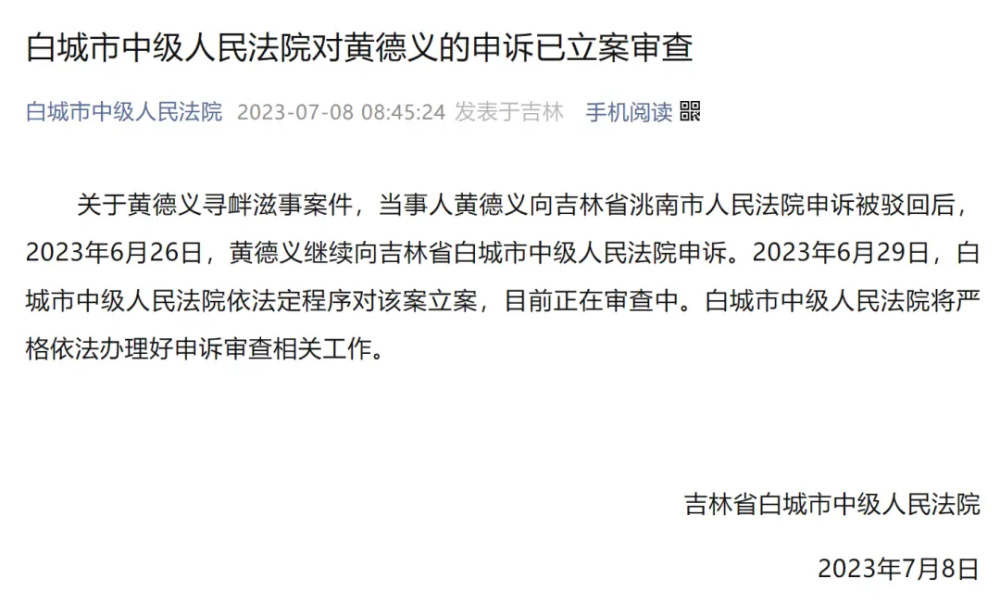 白城市中级人民法院对黄德义的申诉已立案审查
白城市中级人民法院 2023-07-08 08:45:24 发表于吉林 手机阅读
关于黄德义寻衅滋事案件，当事人黄德义向吉林省洮南市人民法院申诉被驳回后，
2023年6月26日，黄德义继续向吉林省白城市中级人民法院申诉。2023年6月29日，白
城市中级人民法院依法定程序对该案立案，目前正在审查中。白城市中级人民法院将严
格依法办理好申诉审查相关工作。
吉林省白城市中级人民法院
2023年7月8日